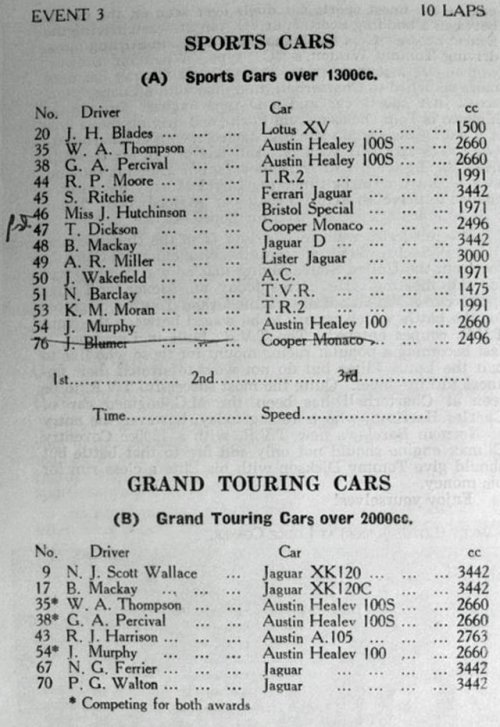 EVENT 3 10 LAPS
SPORTS CARS
(A) Sports Cars over 1300cc.
No. Driver Car cc
20 J. H. Blades ... ... ... Lotus XV ... ... ... 1500
35 W. A. Thompson ... ... ... Austin Healey 100S ... ... 2660
38 G. A. Percival ... ... ... Austin Healey 100S ... ... 2660
44 R. P. Moore ... ... ... T.R.2 ... ... ... ... 1991
45 S. Ritchie ... ... ... Ferrari Jaguar ... ... ... 3442
46 Miss J. Hutchinson ... ... Bristol Special ... ... ... 1971
47 T. Dickson ... ... ... Cooper Monaco ... ... ... 2496
48 B. Mackay ... ... ... Jaguar D ... ... ... 3442
49 A. R. Miller ... ... ... Lister Jaguar ... ... ... 3000
50 J. Wakefield ... ... ... A.C. ... ... ... ... 1971
51 N. Barclay ... ... ... T.V.R. ... ... ... ... 1475
53 K. M. Moran ... ... ... T.R.2 ... ... ... ... 1991
54 J. Murphy ... ... ... Austin Healey 100 ... ... 2660
76 J. Blumer ... ... ... Cooper Monaco ... ... ... 2496
1st..................... 2nd..................... 3rd.....................
Time..................... Speed.....................
GRAND TOURING CARS
(B) Grand Touring Cars over 2000cc.
No. Driver Car cc
9 N. J. Scott Wallace ... Jaguar XK120 ... ... ... 3442
17 B. Mackay ... ... ... Jaguar XK120C ... ... ... 3442
35* W. A. Thompson ... ... Austin Healey 100S ... ... 2660
38* G. A. Percival ... ... Austin Healey 100S ... ... 2660
43 R. J. Harrison ... ... ... Austin A.105 ... ... ... 2763
54* J. Murphy ... ... ... Austin Healey 100 ... ... 2660
67 N. G. Ferrier ... ... ... Jaguar ... ... ... ... 3442
70 P. G. Walton ... ... ... Jaguar ... ... ... ... 3442
* Competing for both awards